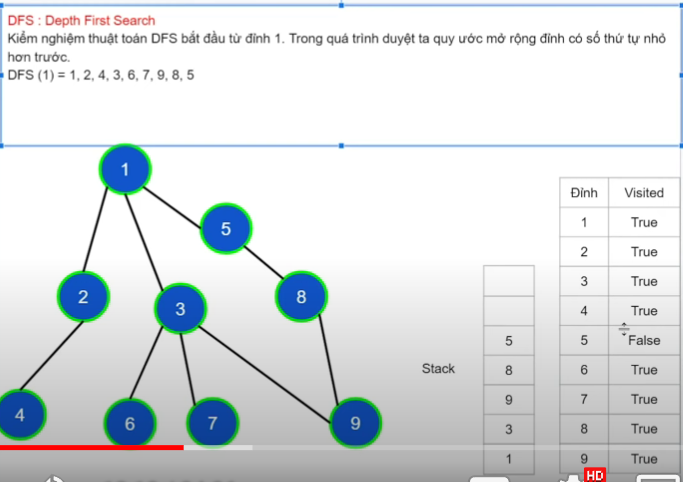 DFS : Depth First Search
Kiểm nghiệm thuật toán DFS bắt đầu từ đỉnh 1. Trong quá trình duyệt ta quy ước mở rộng đỉnh có số thứ tự nhỏ
hơn trước.
DFS (1) = 1, 2, 4, 3, 6, 7, 9, 8, 5
1
5
2
3
8
4
6
7
9
Stack
5
8
9
3
1
Đỉnh Visited
1 True
2 True
3 True
4 True
5 False
6 True
7 True
8 True
9 True
HD